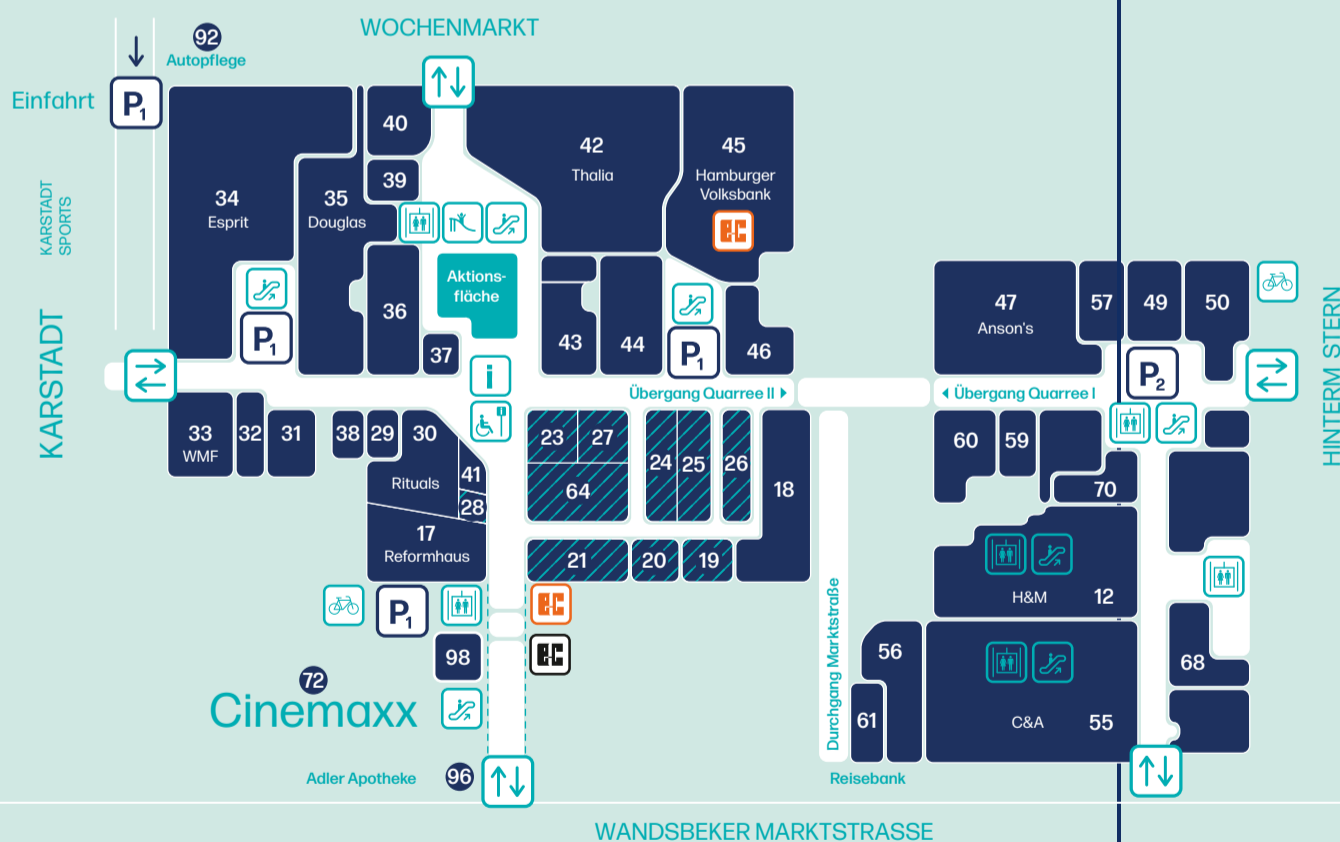 WOCHENMARKT
92
Autopflege
Einfahrt
P1
KARSTADT
SPORTS
KARSTADT
34
Esprit
35
Douglas
40
39
36
37
Aktions-
fläche
42
Thalia
45
Hamburger
Volksbank
EC
43
44
46
P1
P1
i
Übergang Quarree II
Übergang Quarree I
47
Anson's
57
49
50
P2
HINTERM STERN
33
WMF
32
31
38
29
30
Rituals
41
28
17
Reformhaus
23
27
64
24
25
26
18
21
20
19
60
59
70
H&M
12
C&A
55
56
61
68
Durchgang Marktstraße
Reisebank
P1
EC
EC
98
72
Cinemaxx
Adler Apotheke
96
WANDSBEKER MARKTSTRASSE